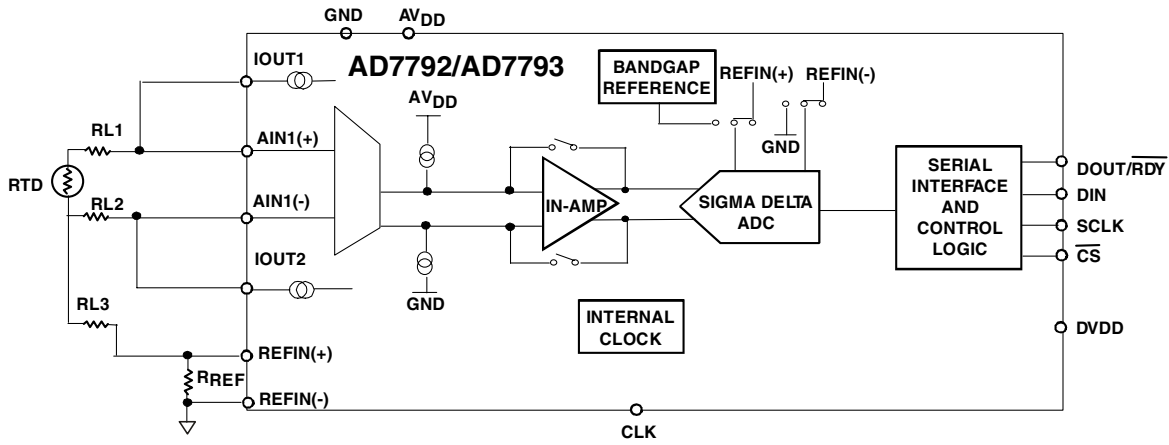 GND
AVDD
IOUT1
AD7792/AD7793
BANDGAP
REFERENCE
REFIN(+)
REFIN(-)
AVDD
GND
RL1
AIN1(+)
RTD
RL2
AIN1(-)
IN-AMP
SIGMA DELTA
ADC
SERIAL
INTERFACE
AND
CONTROL
LOGIC
DOUT/RDY
DIN
SCLK
CS
IOUT2
GND
RL3
INTERNAL
CLOCK
DVDD
REFIN(+)
RREF
REFIN(-)
CLK